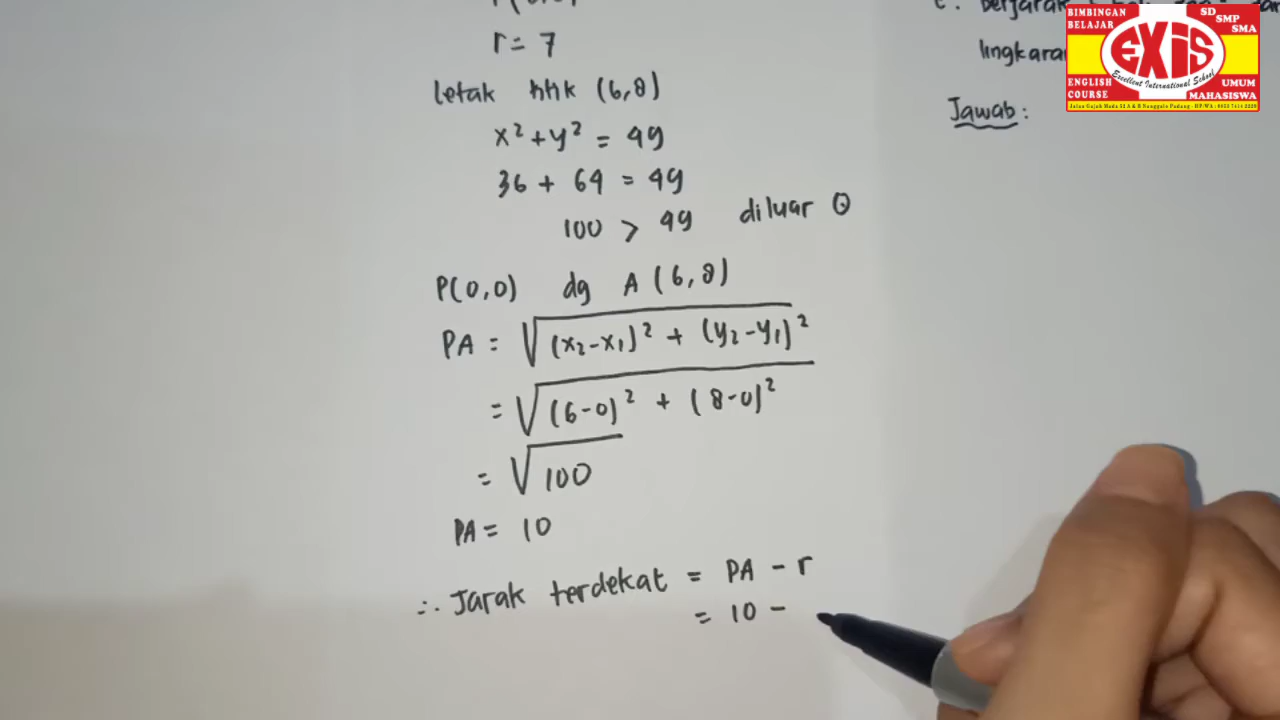 r = 7
letak ttk (6,8)
x² + y² = 49
36 + 64 = 49
100 > 49 diluar ⊙
P(0,0) dg A (6,8)
PA = √(x₂-x₁)² + (y₂-y₁)²
= √(6-0)² + (8-0)²
= √100
PA = 10
∴ Jarak terdekat = PA - r
= 10 -
lingkaran
Jawab:
BIMBINGAN BELAJAR
SD SMP SMA
EXIS
Excellent International School
ENGLISH COURSE
UMUM MAHASISWA